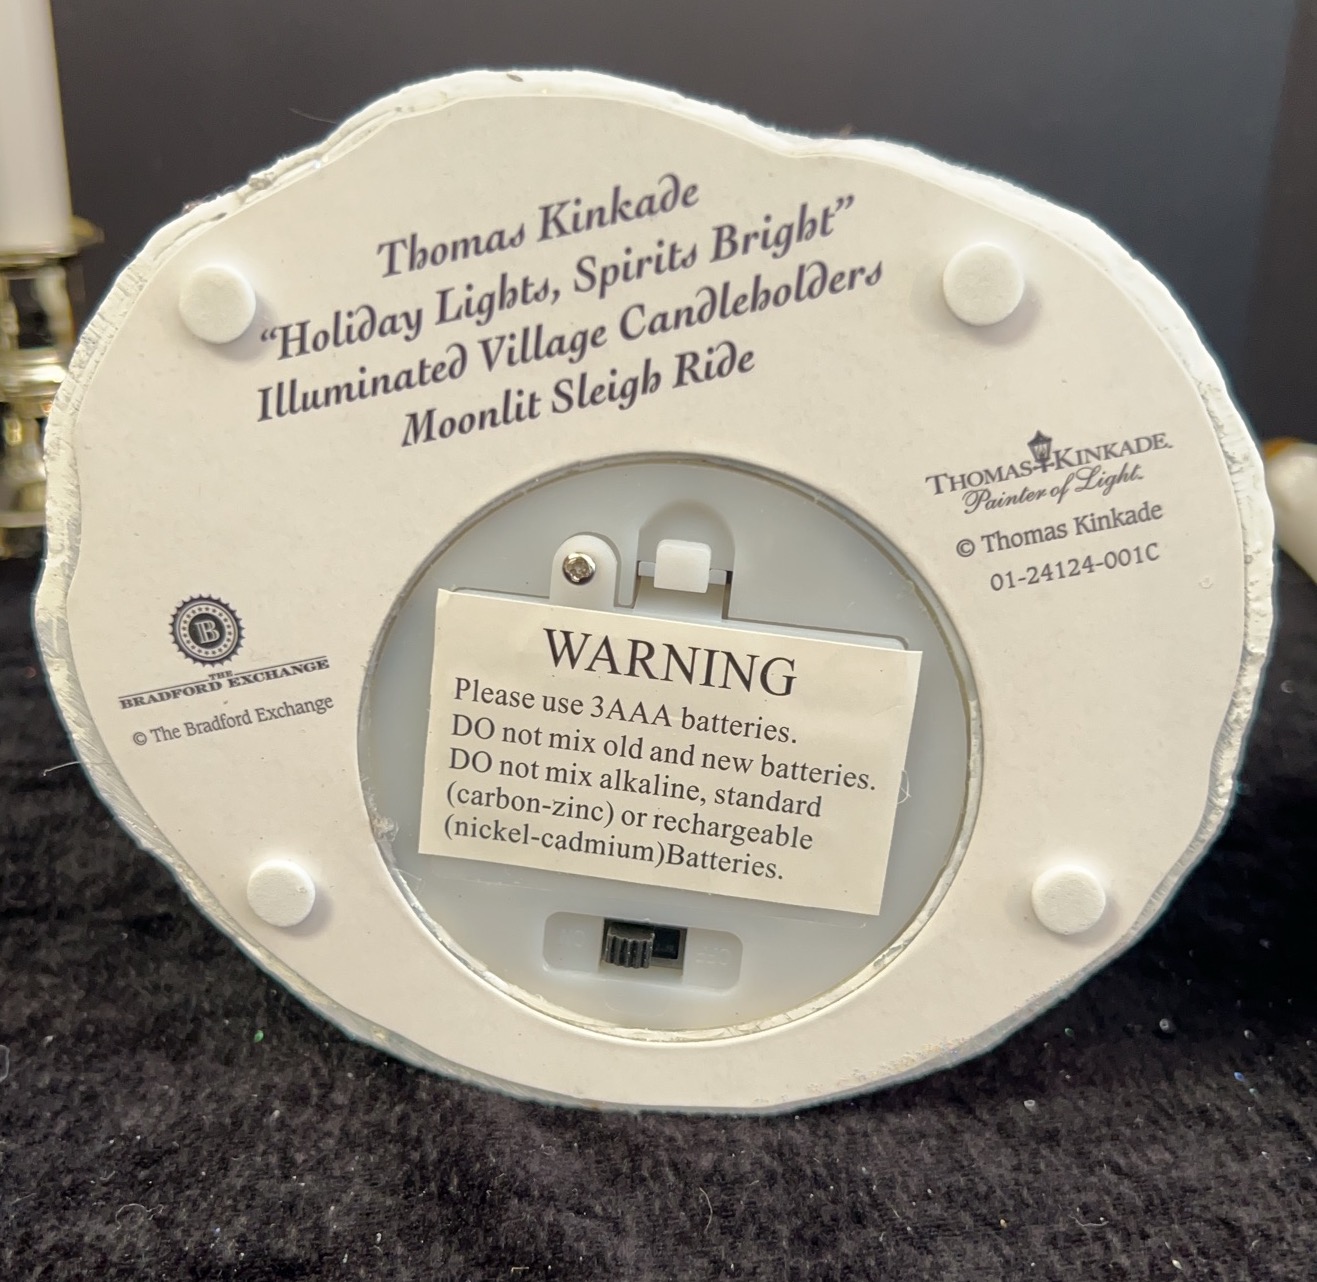 Thomas Kinkade
“Holiday Lights, Spirits Bright”
Illuminated Village Candleholders
Moonlit Sleigh Ride
THOMAS KINKADE
Painter of Light
© Thomas Kinkade
01-24124-001C
B
THE
BRADFORD EXCHANGE
© The Bradford Exchange
WARNING
Please use 3AAA batteries.
DO not mix old and new batteries.
DO not mix alkaline, standard
(carbon-zinc) or rechargeable
(nickel-cadmium)Batteries.
ON OFF